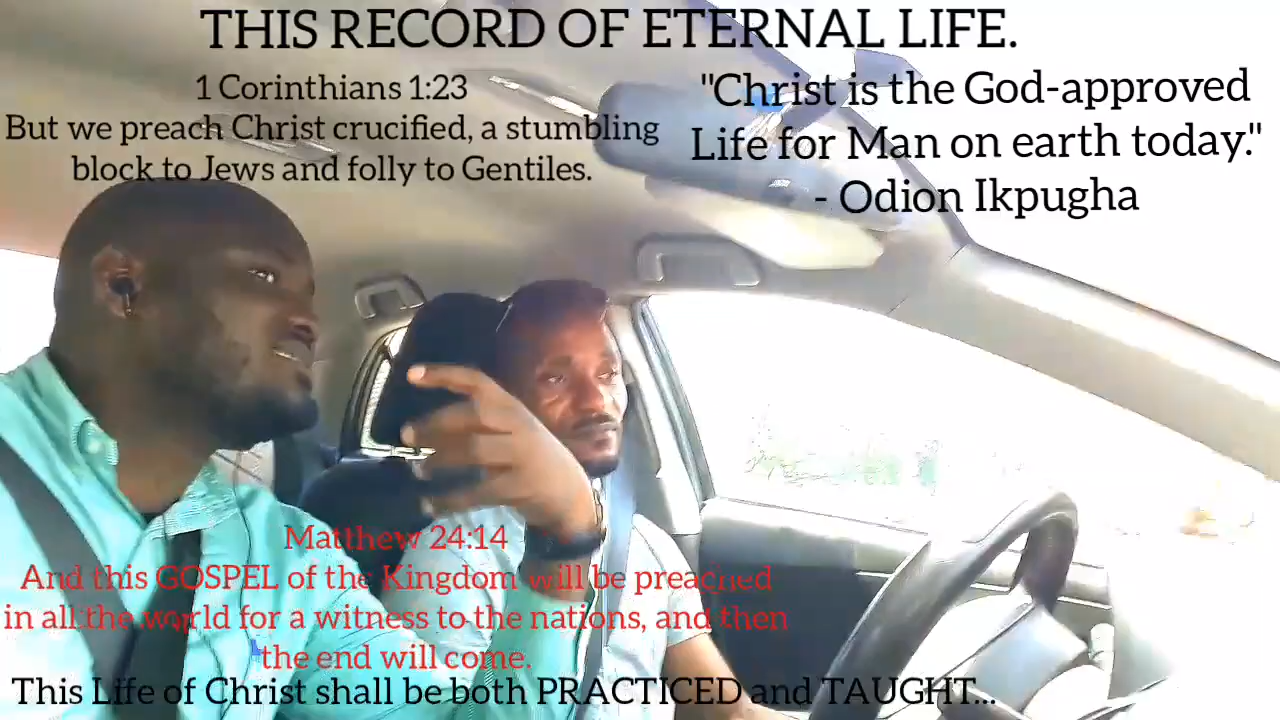 THIS RECORD OF ETERNAL LIFE.
1 Corinthians 1:23
But we preach Christ crucified, a stumbling
block to Jews and folly to Gentiles.
"Christ is the God-approved
Life for Man on earth today."
- Odion Ikpugha
Matthew 24:14
And this GOSPEL of the Kingdom will be preached
in all the world for a witness to the nations, and then
the end will come.
This Life of Christ shall be both PRACTICED and TAUGHT...